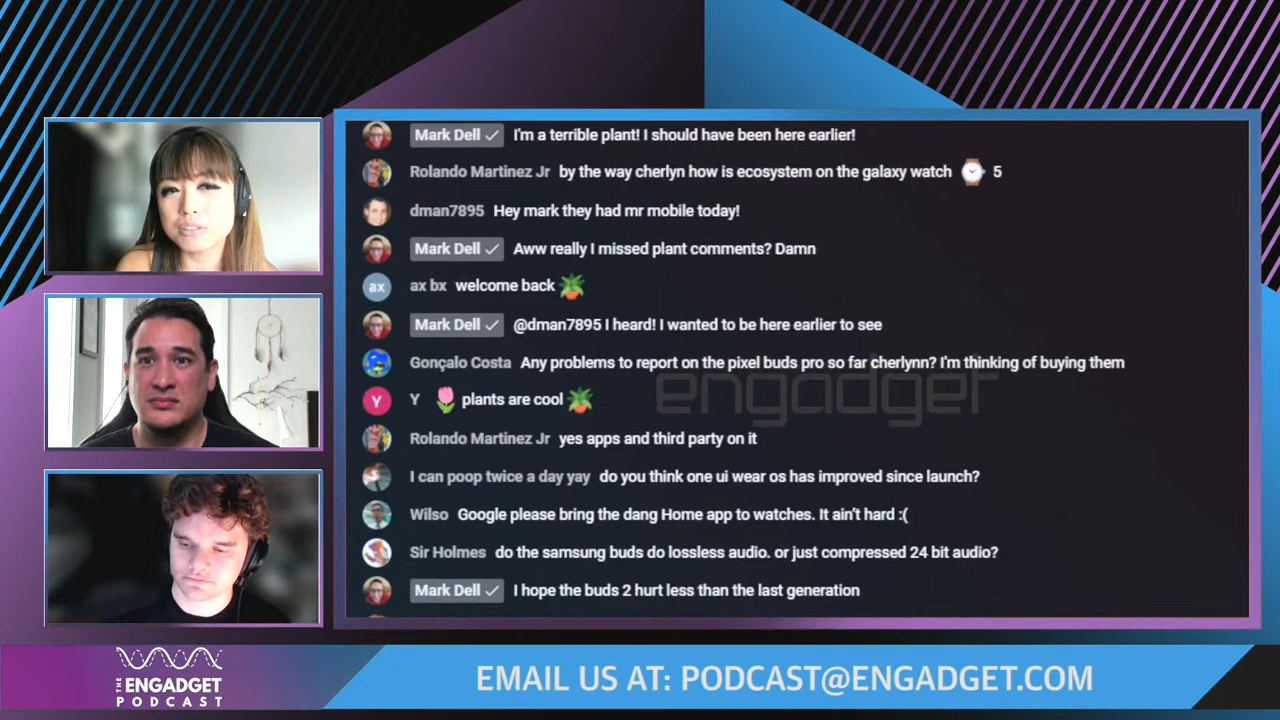 Mark Dell I'm a terrible plant! I should have been here earlier!
Rolando Martinez Jr by the way cherlyn how is ecosystem on the galaxy watch ⌚ 5
dman7895 Hey mark they had mr mobile today!
Mark Dell Aww really I missed plant comments? Damn
ax ax bx welcome back
Mark Dell @dman7895 I heard! I wanted to be here earlier to see
Gonçalo Costa Any problems to report on the pixel buds pro so far cherlynn? I'm thinking of buying them
engadget
Y Y 🌷 plants are cool
Rolando Martinez Jr yes apps and third party on it
I can poop twice a day yay do you think one ui wear os has improved since launch?
Wilso Google please bring the dang Home app to watches. It ain't hard :(
Sir Holmes do the samsung buds do lossless audio. or just compressed 24 bit audio?
Mark Dell I hope the buds 2 hurt less than the last generation
THE ENGADGET PODCAST
EMAIL US AT: PODCAST@ENGADGET.COM